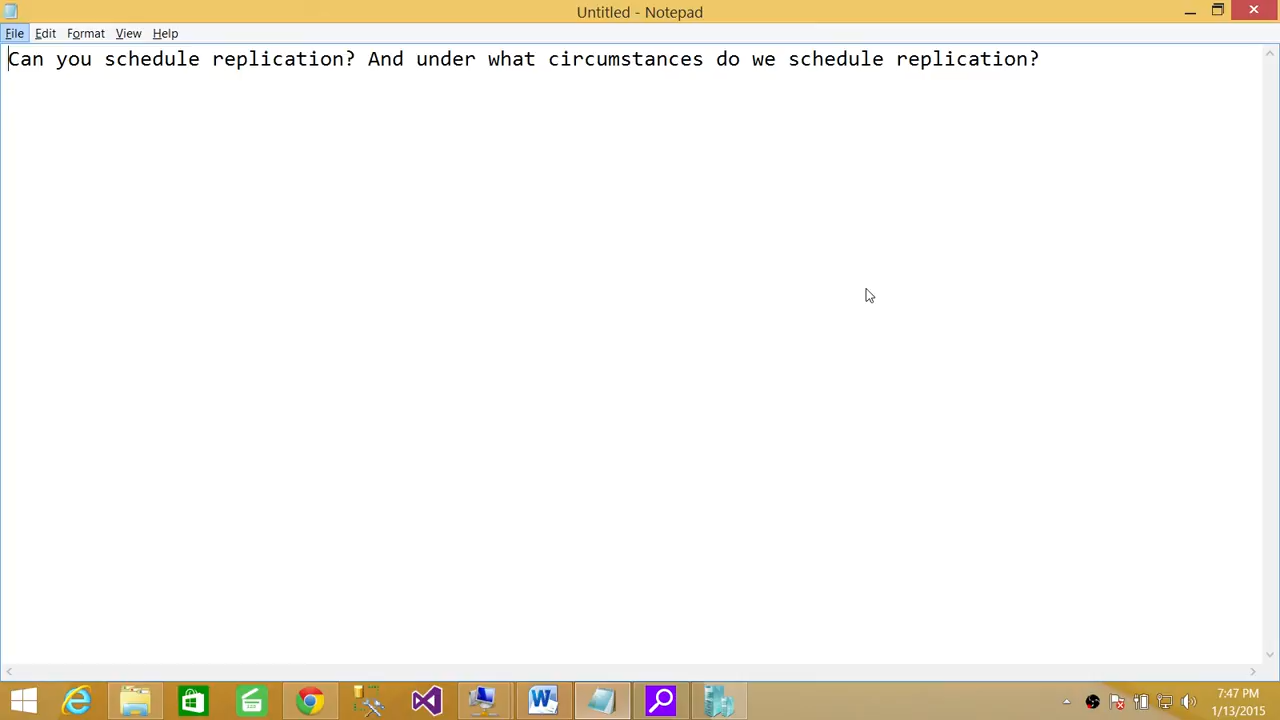 Untitled - Notepad
File Edit Format View Help
Can you schedule replication? And under what circumstances do we schedule replication?
7:47 PM
1/13/2015